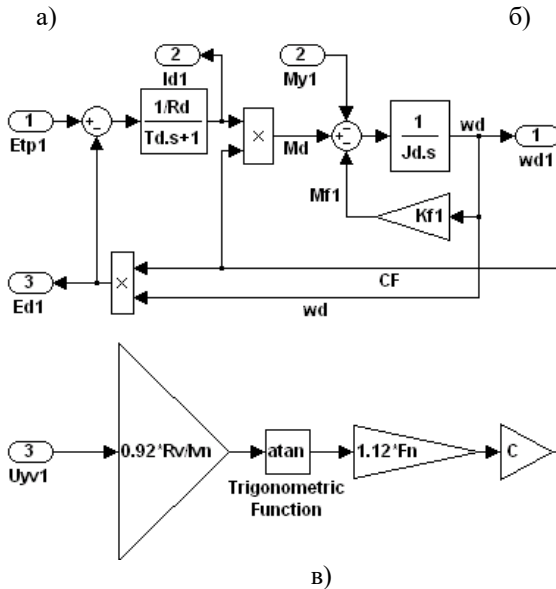 а) б)
2
Id1
2
My1
1
Etp1
+
−
1/Rd
Td.s+1
×
Md
−
+
−
1
Jd.s
wd
1
wd1
Mf1
Kf1
3
Ed1
×
CF
wd
3
Uyv1
0.92*Rv/Ivn
atan
Trigonometric
Function
1.12*Fn
C
в)